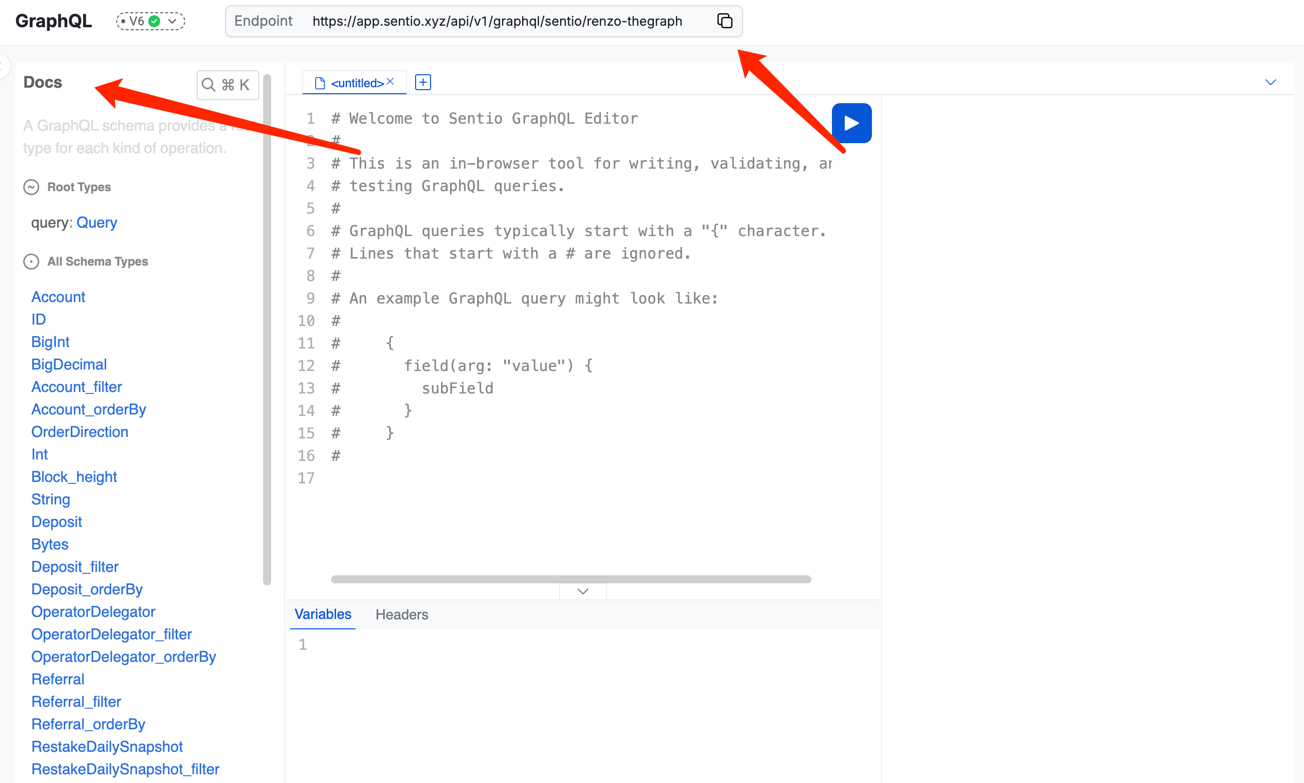 GraphQL
V6
Endpoint https://app.sentio.xyz/api/v1/graphql/sentio/renzo-thegraph
Docs
⌘ K
A GraphQL schema provides a
type for each kind of operation.
Root Types
query: Query
All Schema Types
Account
ID
BigInt
BigDecimal
Account_filter
Account_orderBy
OrderDirection
Int
Block_height
String
Deposit
Bytes
Deposit_filter
Deposit_orderBy
OperatorDelegator
OperatorDelegator_filter
OperatorDelegator_orderBy
Referral
Referral_filter
Referral_orderBy
RestakeDailySnapshot
RestakeDailySnapshot_filter
<untitled>
1 # Welcome to Sentio GraphQL Editor
2 #
3 # This is an in-browser tool for writing, validating, an
4 # testing GraphQL queries.
5 #
6 # GraphQL queries typically start with a "{" character.
7 # Lines that start with a # are ignored.
8 #
9 # An example GraphQL query might look like:
10 #
11 #     {
12 #       field(arg: "value") {
13 #         subField
14 #       }
15 #     }
16 #
17
Variables Headers
1